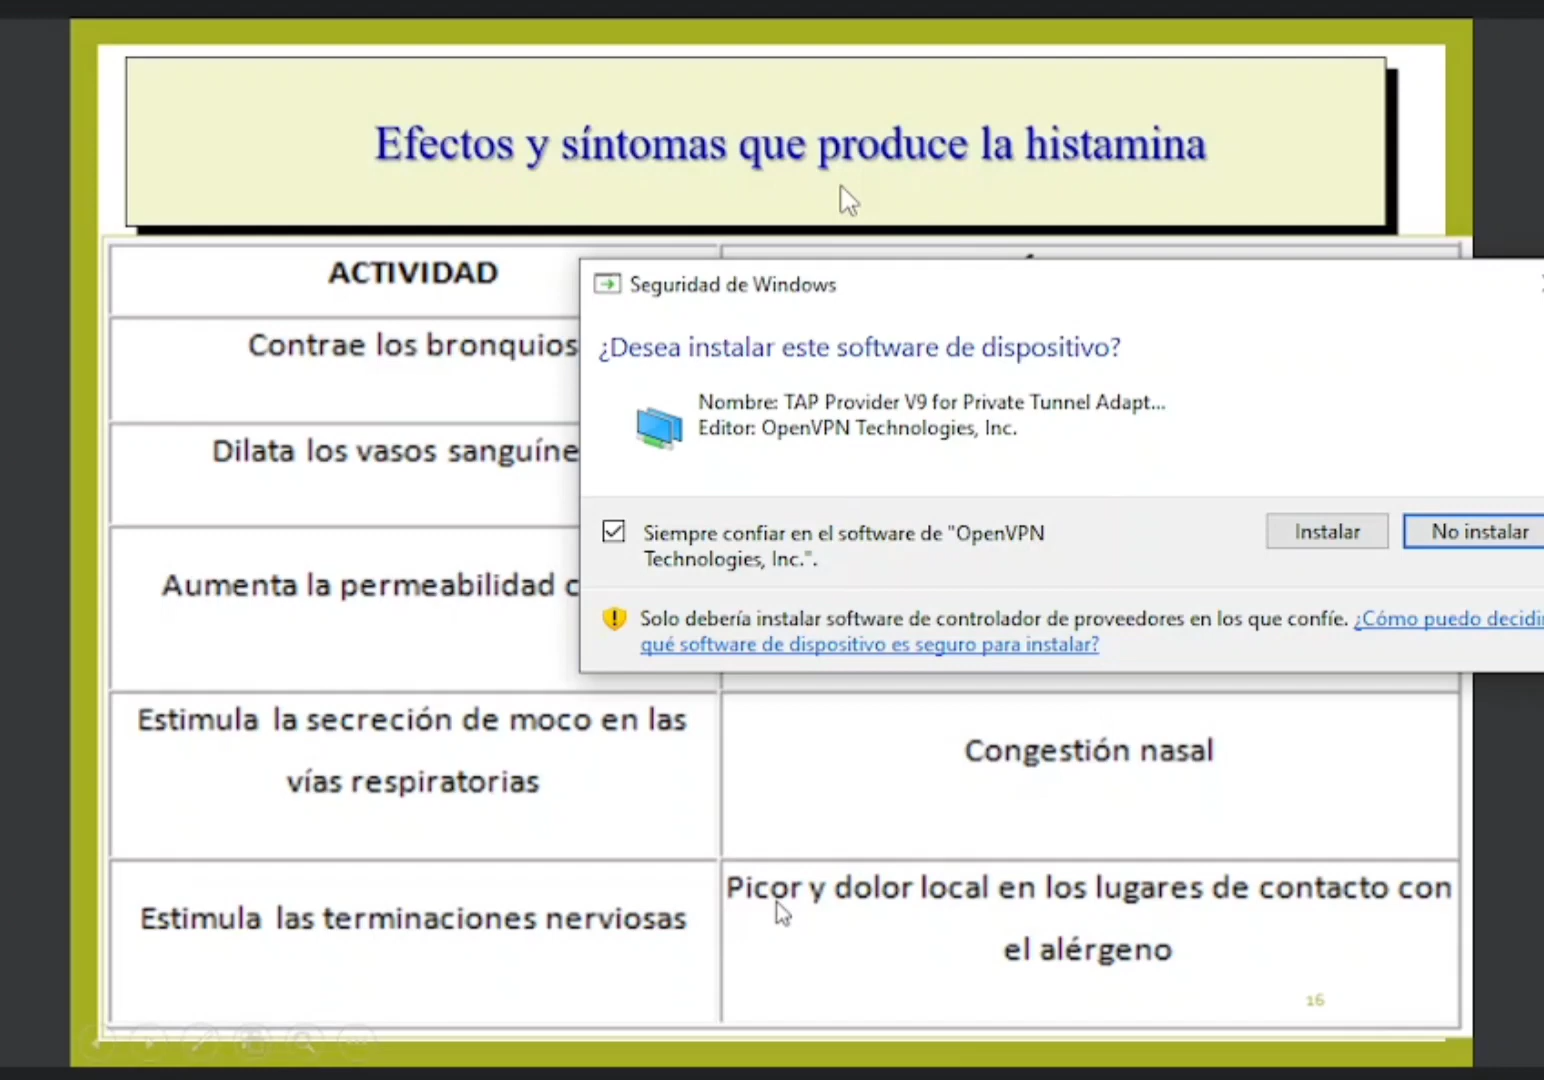 Efectos y síntomas que produce la histamina
ACTIVIDAD
Contrae los bronquios
Dilata los vasos
Aumenta la permeabilidad
Estimula la secreción de moco en las
vías respiratorias
Congestión nasal
Estimula las terminaciones nerviosas
Picor y dolor local en los lugares de contacto con
el alérgeno
16
Seguridad de Windows
¿Desea instalar este software de dispositivo?
Nombre: TAP Provider V9 for Private Tunnel Adapt...
Editor: OpenVPN Technologies, Inc.
Siempre confiar en el software de "OpenVPN
Technologies, Inc.".
Instalar
No instalar
Solo debería instalar software de controlador de proveedores en los que confíe. ¿Cómo puedo
qué software de dispositivo es seguro para instalar?